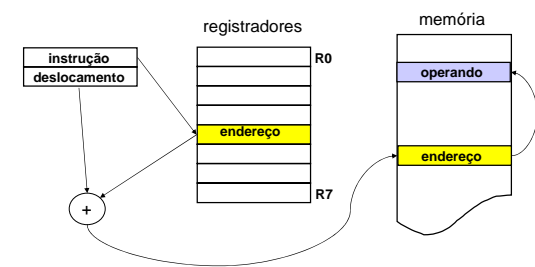 registradores
memória
instrução
deslocamento
R0
operando
endereço
endereço
R7
+